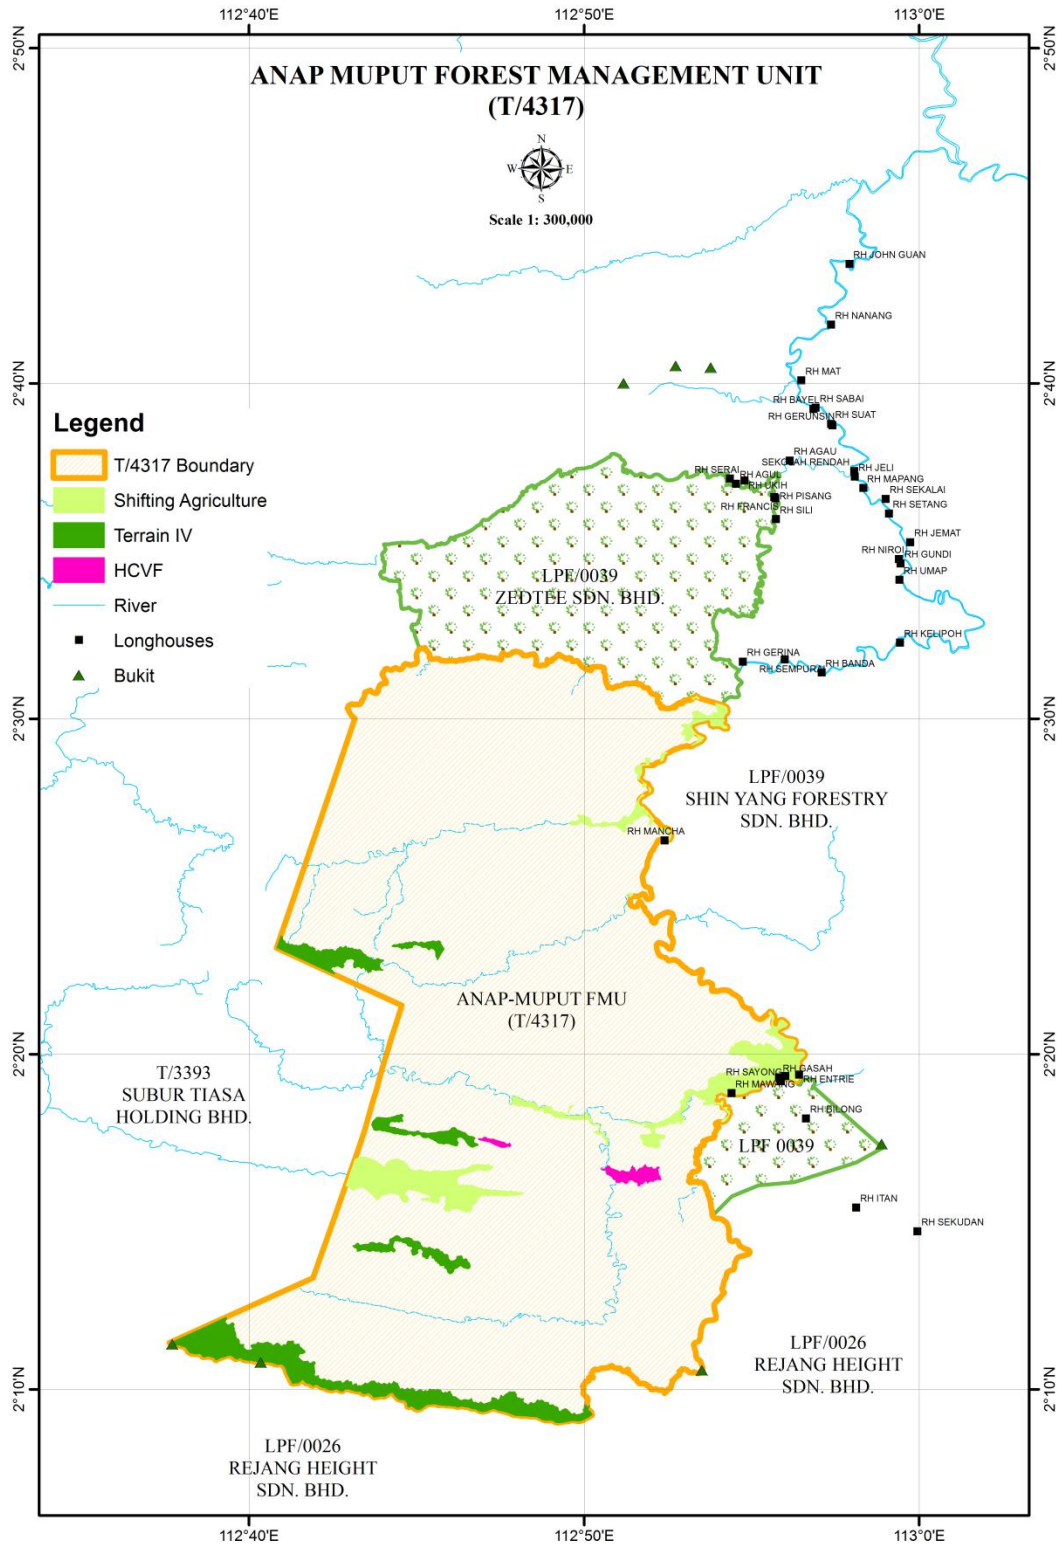 112°40'E
112°50'E
113°0'E
2°50'N
2°50'N
ANAP MUPUT FOREST MANAGEMENT UNIT
(T/4317)
N
W
E
S
Scale 1: 300,000
RH JOHN GUAN
RH NANANG
2°40'N
2°40'N
RH MAT
RH BAYEL
RH SABAI
RH GERUNSIN
RH SUAT
Legend
T/4317 Boundary
Shifting Agriculture
Terrain IV
HCVF
River
Longhouses
Bukit
RH AGAU
SEKOLAH RENDAH
RH JELI
RH SERAI
RH AGUL
RH MAPANG
RH UKIH
RH SEKALAI
RH PISANG
RH FRANCIS
RH SETANG
RH SILI
RH JEMAT
RH NIROI
RH GUNDI
RH UMAP
LPF/0039
ZEDTEE SDN. BHD.
RH KELIPOH
RH GERINA
RH SEMPURAI
RH BANDA
2°30'N
2°30'N
LPF/0039
SHIN YANG FORESTRY
SDN. BHD.
RH MANCHA
ANAP-MUPUT FMU
(T/4317)
2°20'N
2°20'N
T/3393
SUBUR TIASA
HOLDING BHD.
RH SAYONG
RH GASAH
RH MAWANG
RH ENTRIE
RH BILONG
LPF 0039
RH ITAN
RH SEKUDAN
LPF/0026
REJANG HEIGHT
SDN. BHD.
2°10'N
2°10'N
LPF/0026
REJANG HEIGHT
SDN. BHD.
112°40'E
112°50'E
113°0'E